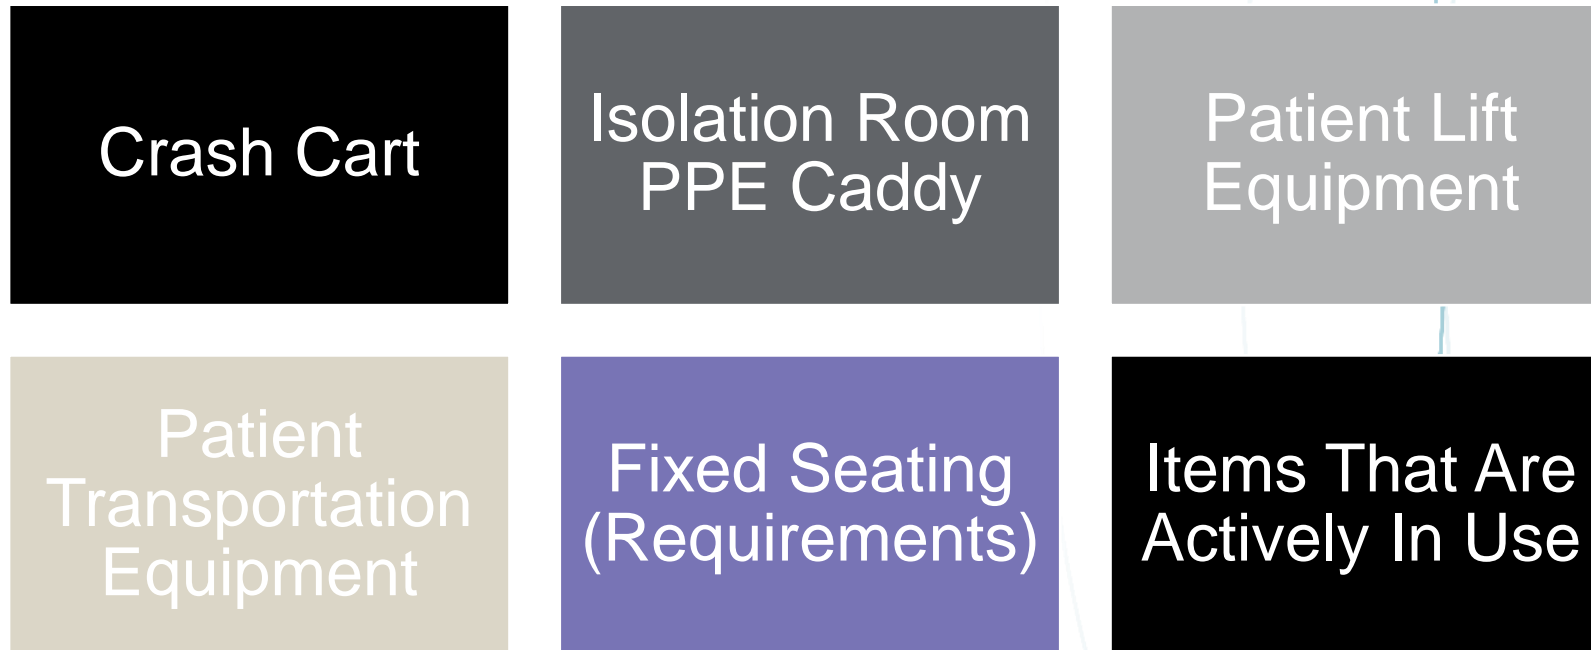 Crash Cart
Isolation Room
PPE Caddy
Patient Lift
Equipment
Patient
Transportation
Equipment
Fixed Seating
(Requirements)
Items That Are
Actively In Use